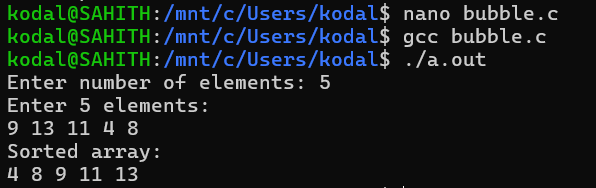 kodal@SAHITH:/mnt/c/Users/kodal$ nano bubble.c
kodal@SAHITH:/mnt/c/Users/kodal$ gcc bubble.c
kodal@SAHITH:/mnt/c/Users/kodal$ ./a.out
Enter number of elements: 5
Enter 5 elements:
9 13 11 4 8
Sorted array:
4 8 9 11 13